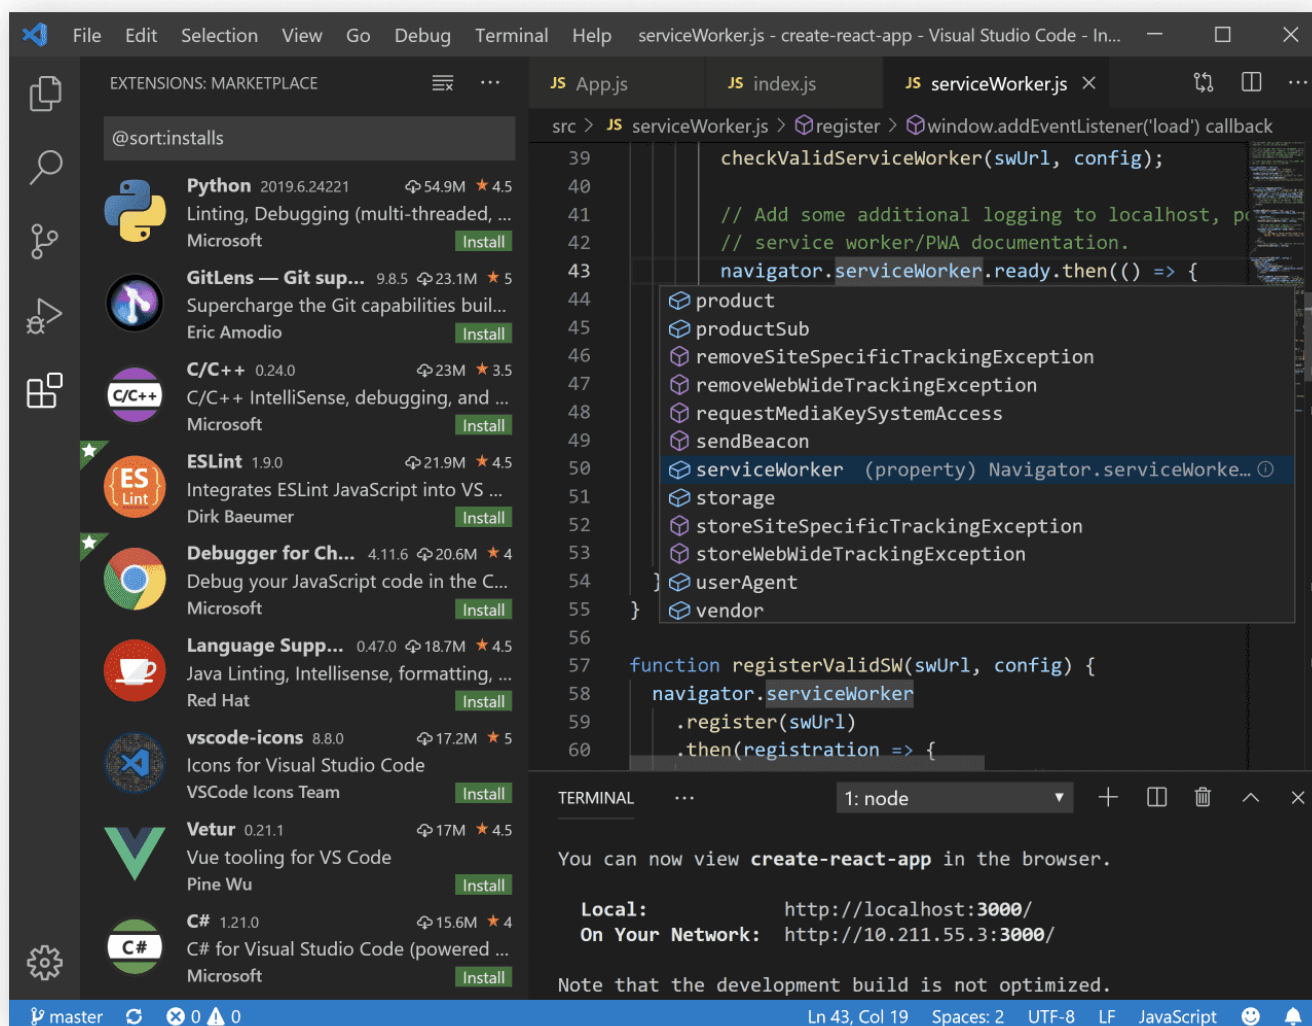 File Edit Selection View Go Debug Terminal Help serviceWorker.js - create-react-app - Visual Studio Code - In...
EXTENSIONS: MARKETPLACE
@sort:installs
Python 2019.6.24221 54.9M 4.5
Linting, Debugging (multi-threaded, ...
Microsoft Install
GitLens — Git sup... 9.8.5 23.1M 5
Supercharge the Git capabilities buil...
Eric Amodio Install
C/C++
C/C++ 0.24.0 23M 3.5
C/C++ IntelliSense, debugging, and ...
Microsoft Install
ES
Lint
ESLint 1.9.0 21.9M 4.5
Integrates ESLint JavaScript into VS ...
Dirk Baeumer Install
Debugger for Ch... 4.11.6 20.6M 4
Debug your JavaScript code in the C...
Microsoft Install
Language Supp... 0.47.0 18.7M 4.5
Java Linting, Intellisense, formatting, ...
Red Hat Install
vscode-icons 8.8.0 17.2M 5
Icons for Visual Studio Code
VSCode Icons Team Install
Vetur 0.21.1 17M 4.5
Vue tooling for VS Code
Pine Wu Install
C#
C# 1.21.0 15.6M 4
C# for Visual Studio Code (powered ...
Microsoft Install
JS App.js JS index.js JS serviceWorker.js
src > JS serviceWorker.js > register > window.addEventListener('load') callback
39 checkValidServiceWorker(swUrl, config);
40
41 // Add some additional logging to localhost, po
42 // service worker/PWA documentation.
43 navigator.serviceWorker.ready.then(() => {
44 product
45 productSub
46 removeSiteSpecificTrackingException
47 removeWebWideTrackingException
48 requestMediaKeySystemAccess
49 sendBeacon
50 serviceWorker (property) Navigator.serviceWorke...
51 storage
52 storeSiteSpecificTrackingException
53 storeWebWideTrackingException
54 } userAgent
55 } vendor
56
57 function registerValidSW(swUrl, config) {
58 navigator.serviceWorker
59 .register(swUrl)
60 .then(registration => {
TERMINAL ... 1: node
You can now view create-react-app in the browser.
Local: http://localhost:3000/
On Your Network: http://10.211.55.3:3000/
Note that the development build is not optimized.
master 0 0 Ln 43, Col 19 Spaces: 2 UTF-8 LF JavaScript